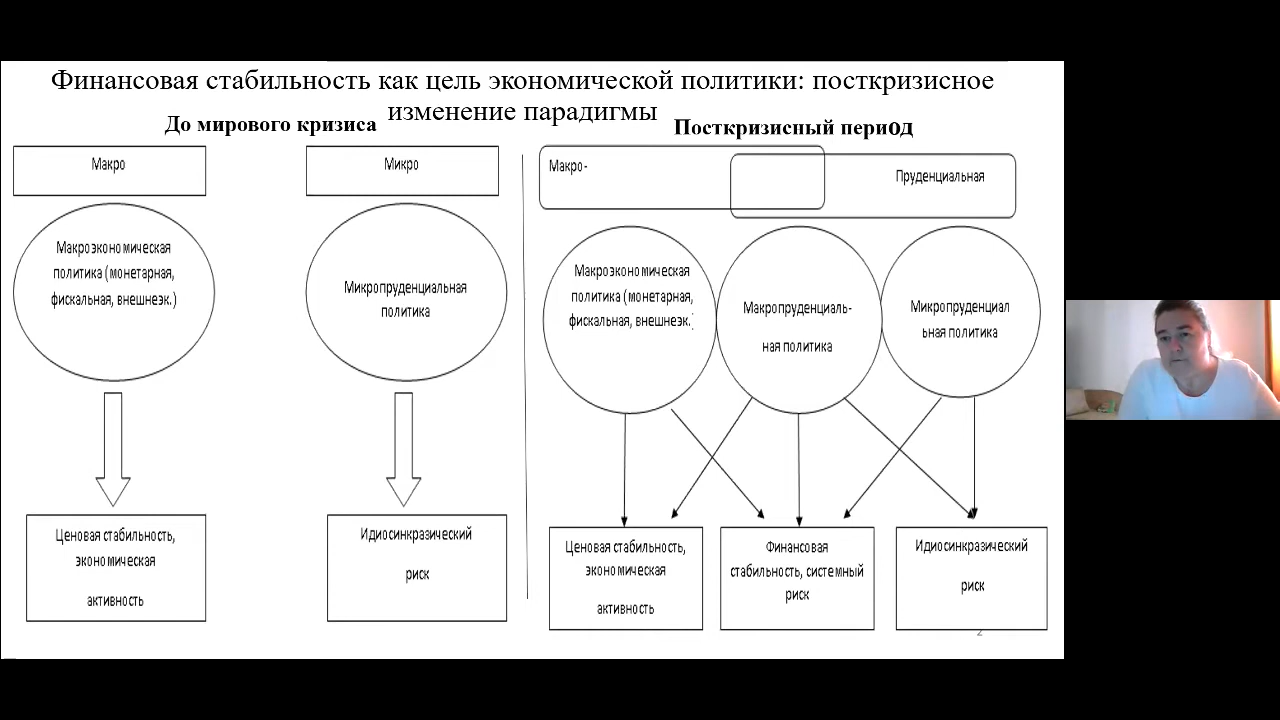 Финансовая стабильность как цель экономической политики: посткризисное
изменение парадигмы
До мирового кризиса
Макро
Микро
Макроэкономическая
политика (монетарная,
фискальная, внешнеэк.)
Микропруденциальная
политика
Ценовая стабильность,
экономическая
активность
Идиосинкразический
риск
Посткризисный период
Макро-
Пруденциальная
Макроэкономическая
политика (монетарная,
фискальная, внешнеэк.
Макропруденциаль-
ная политика
Микропруденциал
ьная политика
Ценовая стабильность,
экономическая
активность
Финансовая
стабильность, системный
риск
Идиосинкразический
риск
2